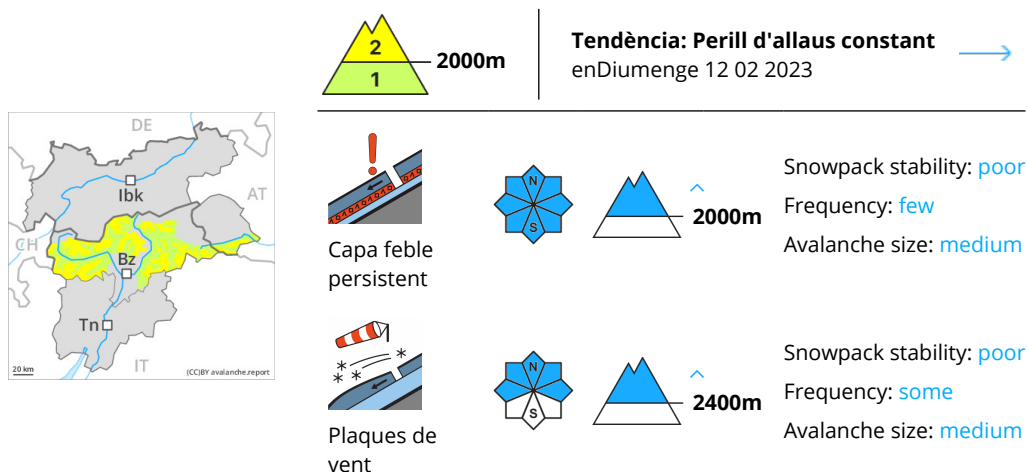 2
1
2000m
Tendència: Perill d'allaus constant
enDiumenge 12 02 2023
DE
AT
Ibk
CH
Bz
Tn
IT
20 km
(CC)BY avalanche.report
Capa feble
persistent
N
S
2000m
Snowpack stability: poor
Frequency: few
Avalanche size: medium
Plaques de
vent
N
S
2400m
Snowpack stability: poor
Frequency: some
Avalanche size: medium